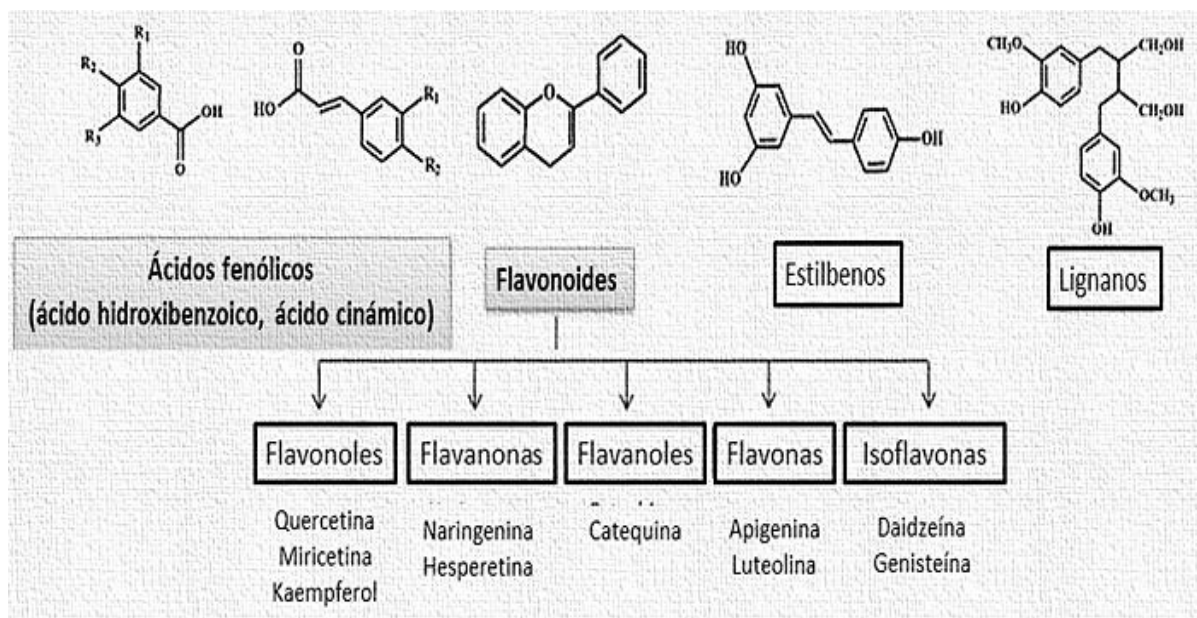 R₁
R₂
R₃
OH
O
O
HO
R₁
R₂
O
HO
HO
OH
CH₃O
HO
CH₂OH
CH₂OH
OCH₃
OH
Ácidos fenólicos
(ácido hidroxibenzoico, ácido cinámico)
Flavonoides
Estilbenos
Lignanos
Flavonoles
Flavanonas
Flavanoles
Flavonas
Isoflavonas
Quercetina
Miricetina
Kaempferol
Naringenina
Hesperetina
Catequina
Apigenina
Luteolina
Daidzeína
Genisteína